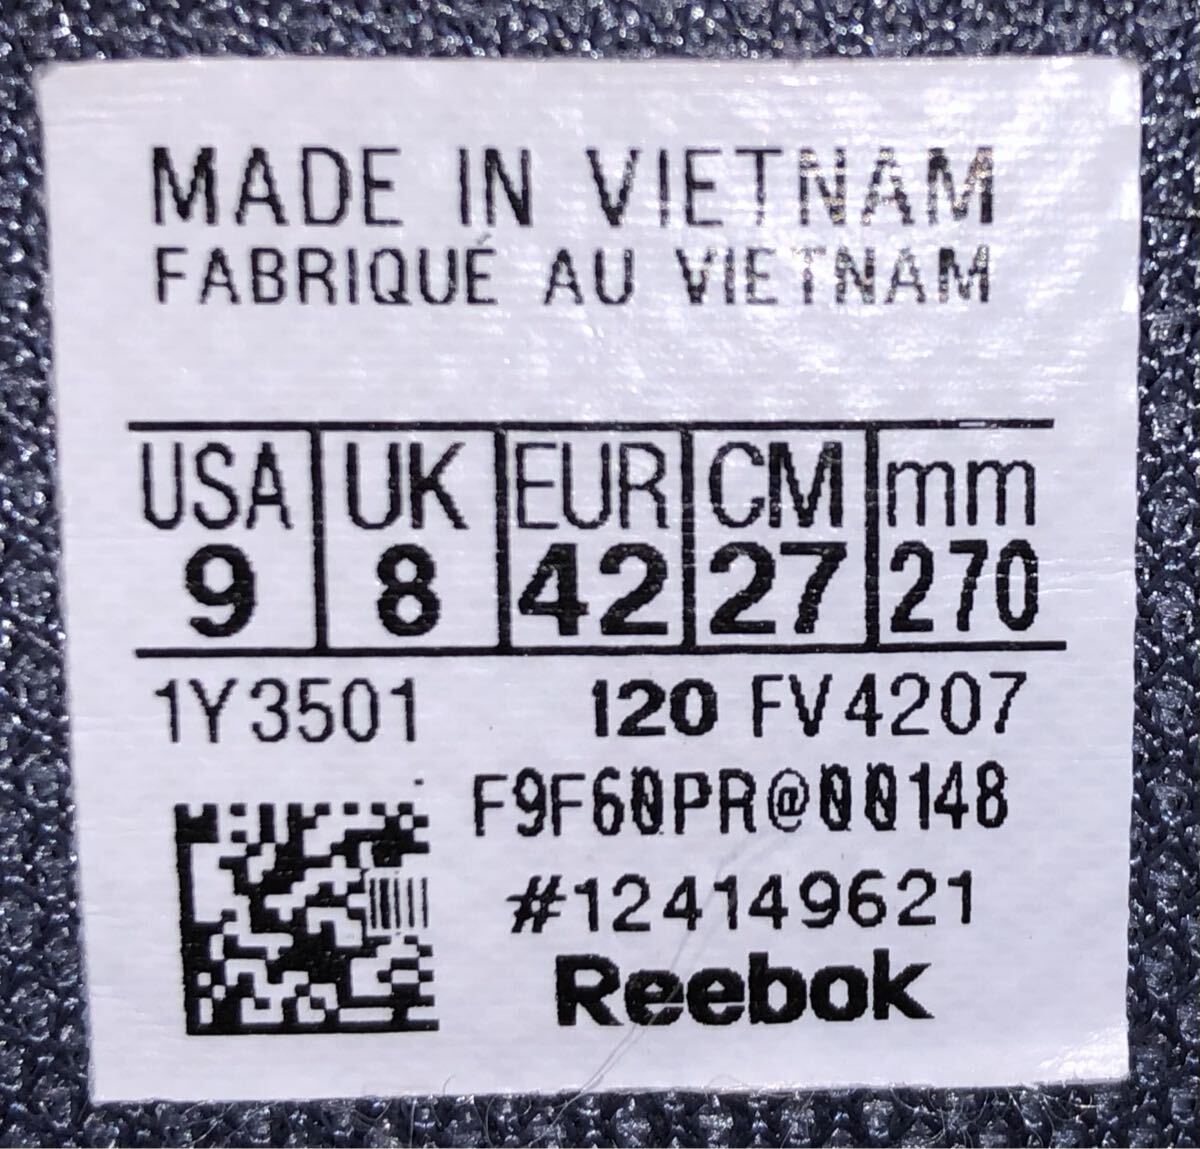 MADE IN VIETNAM
FABRIQUÉ AU VIETNAM
USA UK EUR CM mm
9 8 42 27 270
1Y3501 120 FV4207
F9F60PR@00148
#124149621
Reebok